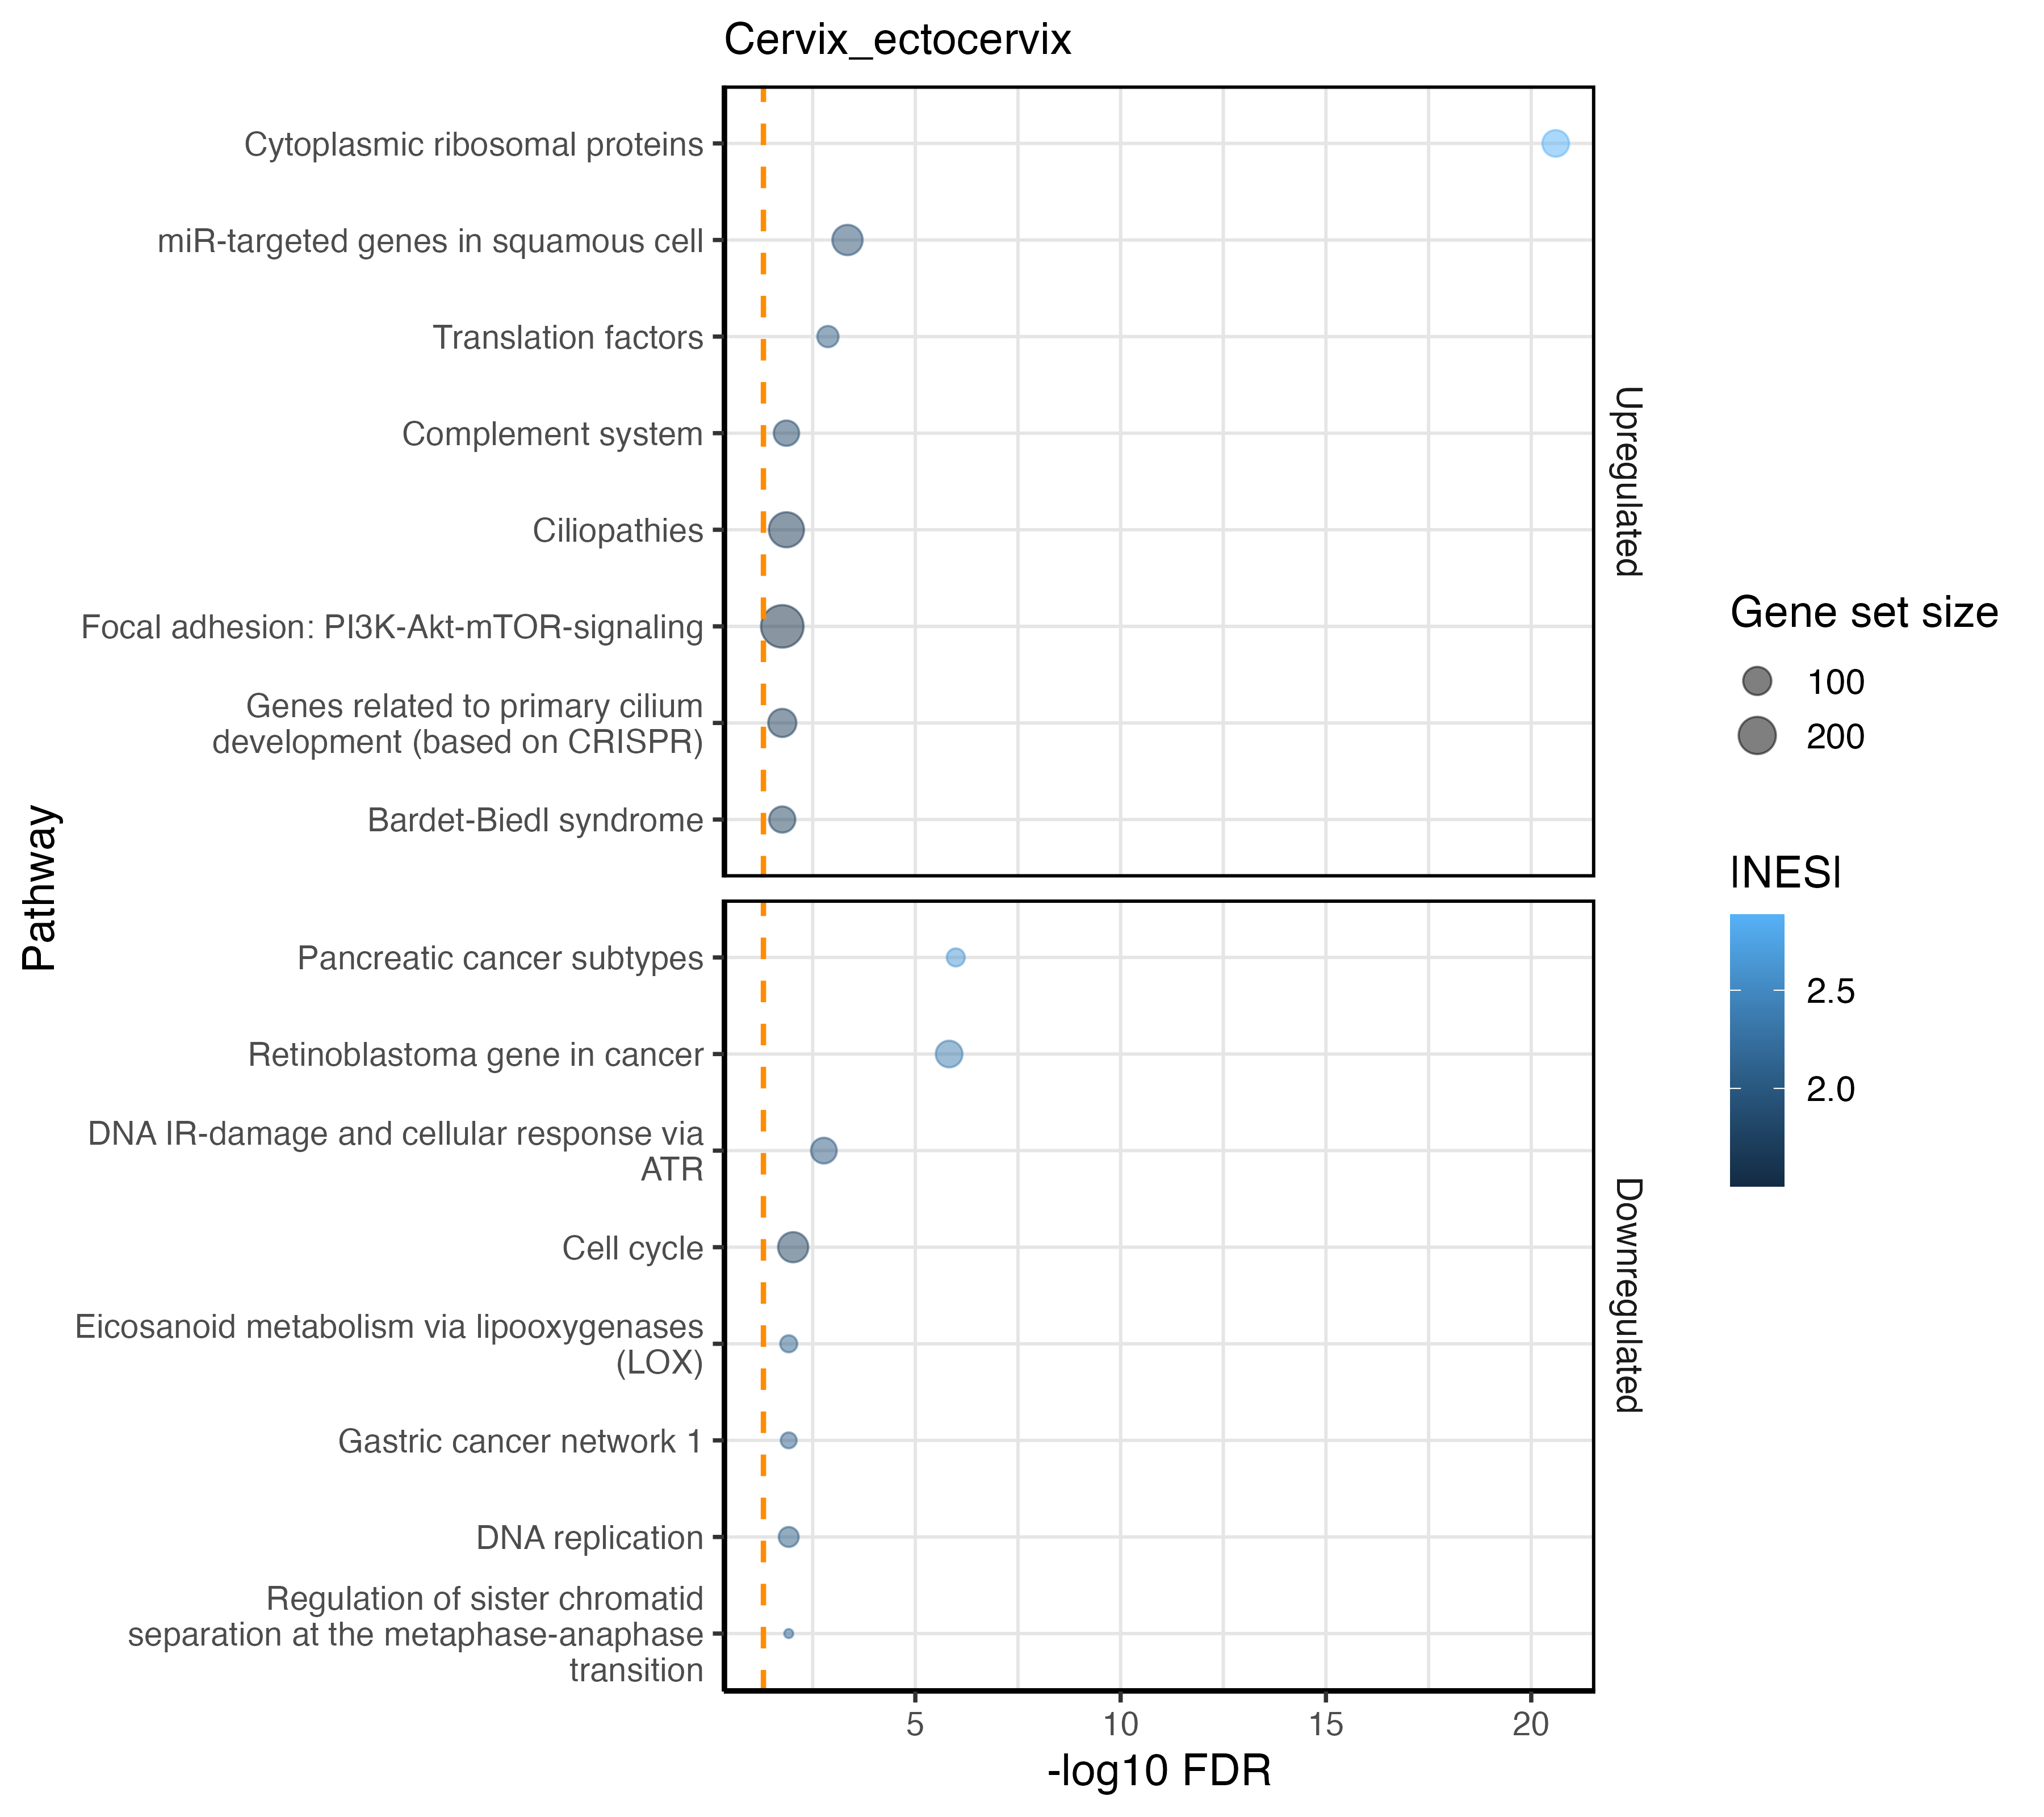 Cervix_ectocervix
Cytoplasmic ribosomal proteins
miR-targeted genes in squamous cell
Translation factors
Complement system
Ciliopathies
Focal adhesion: PI3K-Akt-mTOR-signaling
Genes related to primary cilium
development (based on CRISPR)
Bardet-Biedl syndrome
Upregulated
Pancreatic cancer subtypes
Retinoblastoma gene in cancer
DNA IR-damage and cellular response via
ATR
Cell cycle
Eicosanoid metabolism via lipooxygenases
(LOX)
Gastric cancer network 1
DNA replication
Regulation of sister chromatid
separation at the metaphase-anaphase
transition
Downregulated
5
10
15
20
-log10 FDR
Pathway
Gene set size
100
200
|NES|
2.5
2.0